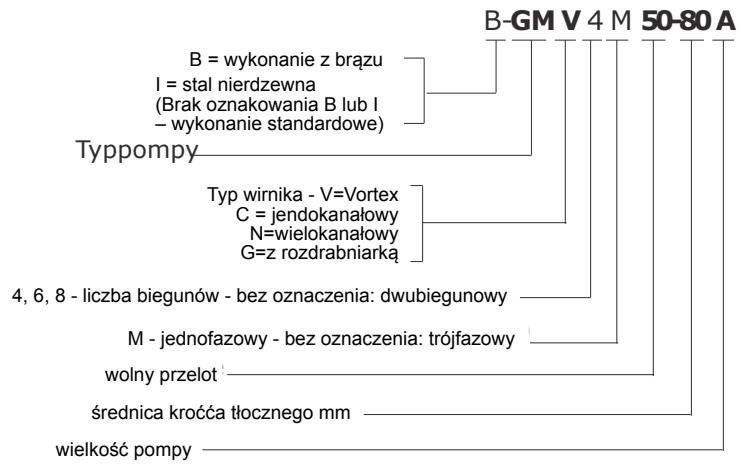 B-GM V 4 M 50-80 A
B = wykonanie z brązu
I = stal nierdzewna
(Brak oznakowania B lub I
– wykonanie standardowe)
Typpompy
Typ wirnika - V=Vortex
C = jendokanałowy
N=wielokanałowy
G=z rozdrabniarką
4, 6, 8 - liczba biegunów - bez oznaczenia: dwubiegunowy
M - jednofazowy - bez oznaczenia: trójfazowy
wolny przelot
średnica kroćća tłocznego mm
wielkość pompy